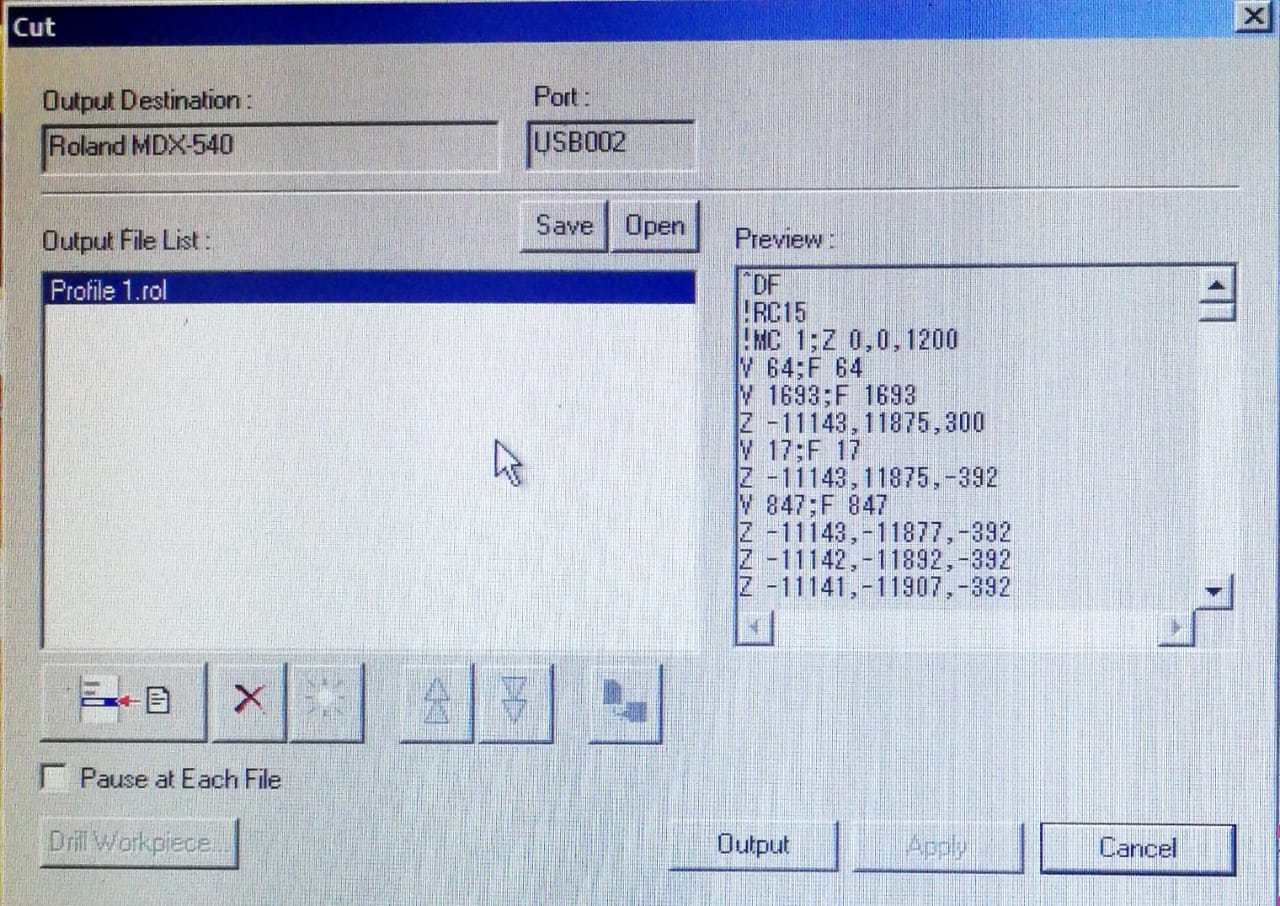 Cut
Output Destination :
Port :
Roland MDX-540
USB002
Output File List :
Save
Open
Preview :
Profile 1.rol
^DF
!RC15
!MC 1;Z 0,0,1200
V 64;F 64
V 1693;F 1693
Z -11143,11875,300
V 17;F 17
Z -11143,11875,-392
V 847;F 847
Z -11143,-11877,-392
Z -11142,-11892,-392
Z -11141,-11907,-392
Pause at Each File
Drill Workpiece...
Output
Apply
Cancel